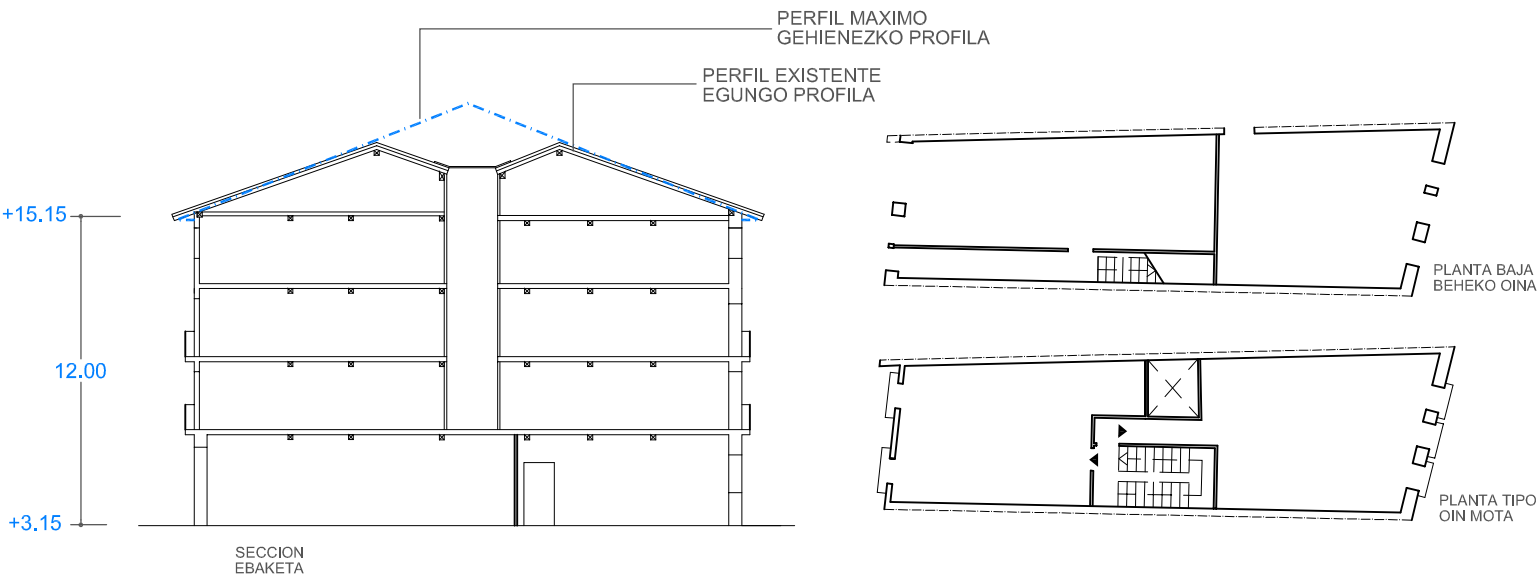 PERFIL MAXIMO
GEHIENEZKO PROFILA
PERFIL EXISTENTE
EGUNGO PROFILA
+15.15
12.00
+3.15
SECCION
EBAKETA
PLANTA BAJA
BEHEKO OINA
PLANTA TIPO
OIN MOTA